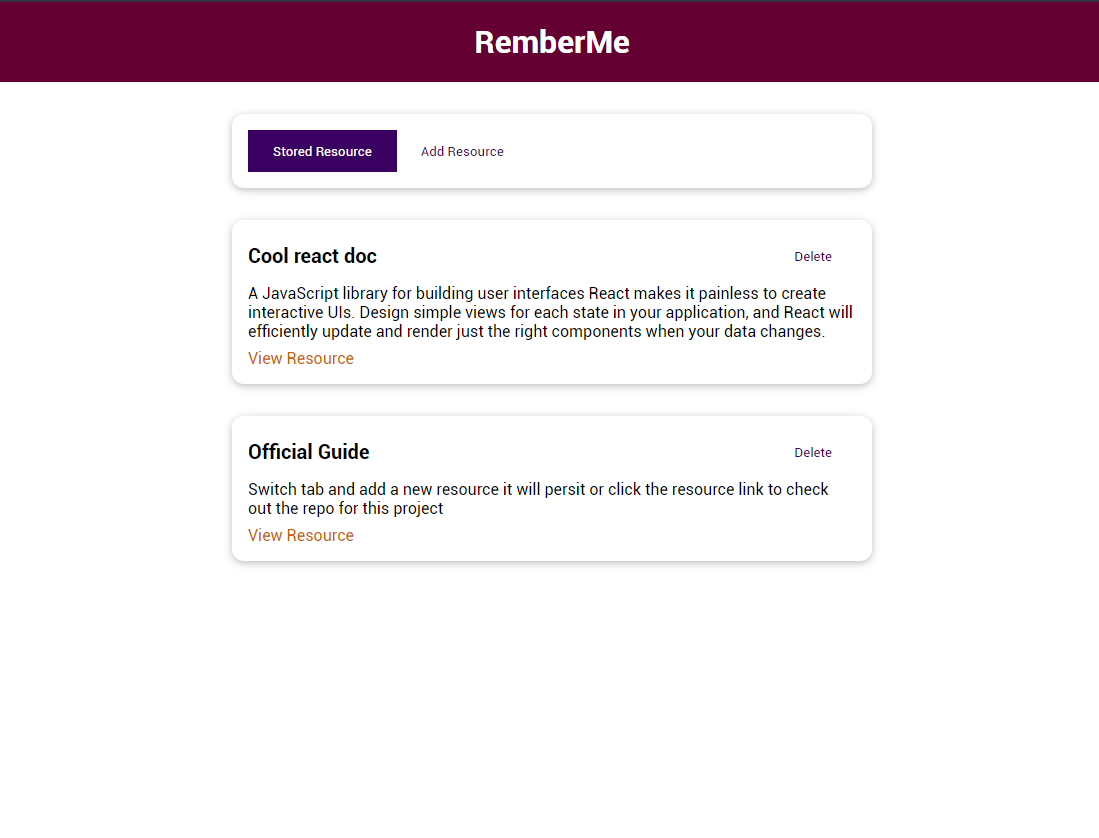 RemberMe
Stored Resource
Add Resource
Cool react doc
Delete
A JavaScript library for building user interfaces React makes it painless to create
interactive UIs. Design simple views for each state in your application, and React will
efficiently update and render just the right components when your data changes.
View Resource
Official Guide
Delete
Switch tab and add a new resource it will persit or click the resource link to check
out the repo for this project
View Resource